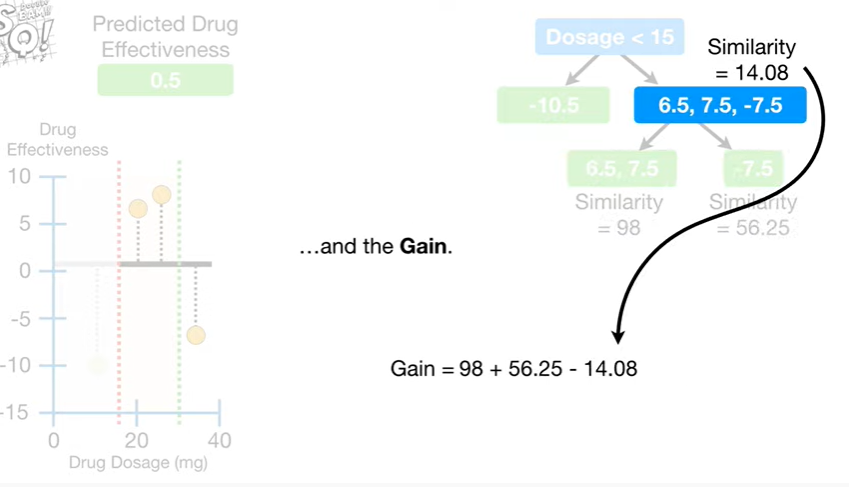 Predicted Drug
Effectiveness
0.5
Dosage < 15
Similarity
= 14.08
-10.5
6.5, 7.5, -7.5
6.5, 7.5
-7.5
Similarity
= 98
Similarity
= 56.25
Drug
Effectiveness
10
5
0
-5
-10
-15
0
20
40
Drug Dosage (mg)
...and the Gain.
Gain = 98 + 56.25 - 14.08